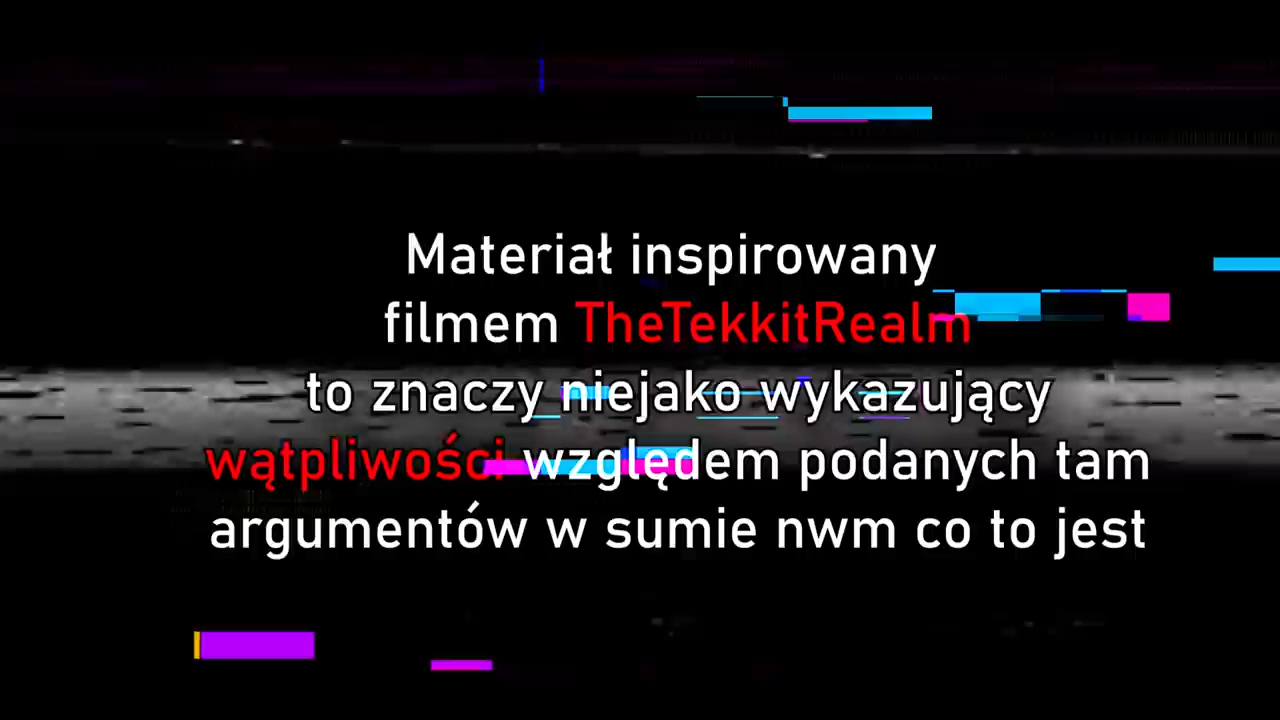 Materiał inspirowany
filmem TheTekkitRealm
to znaczy niejako wykazujący
wątpliwości względem podanych tam
argumentów w sumie nwm co to jest